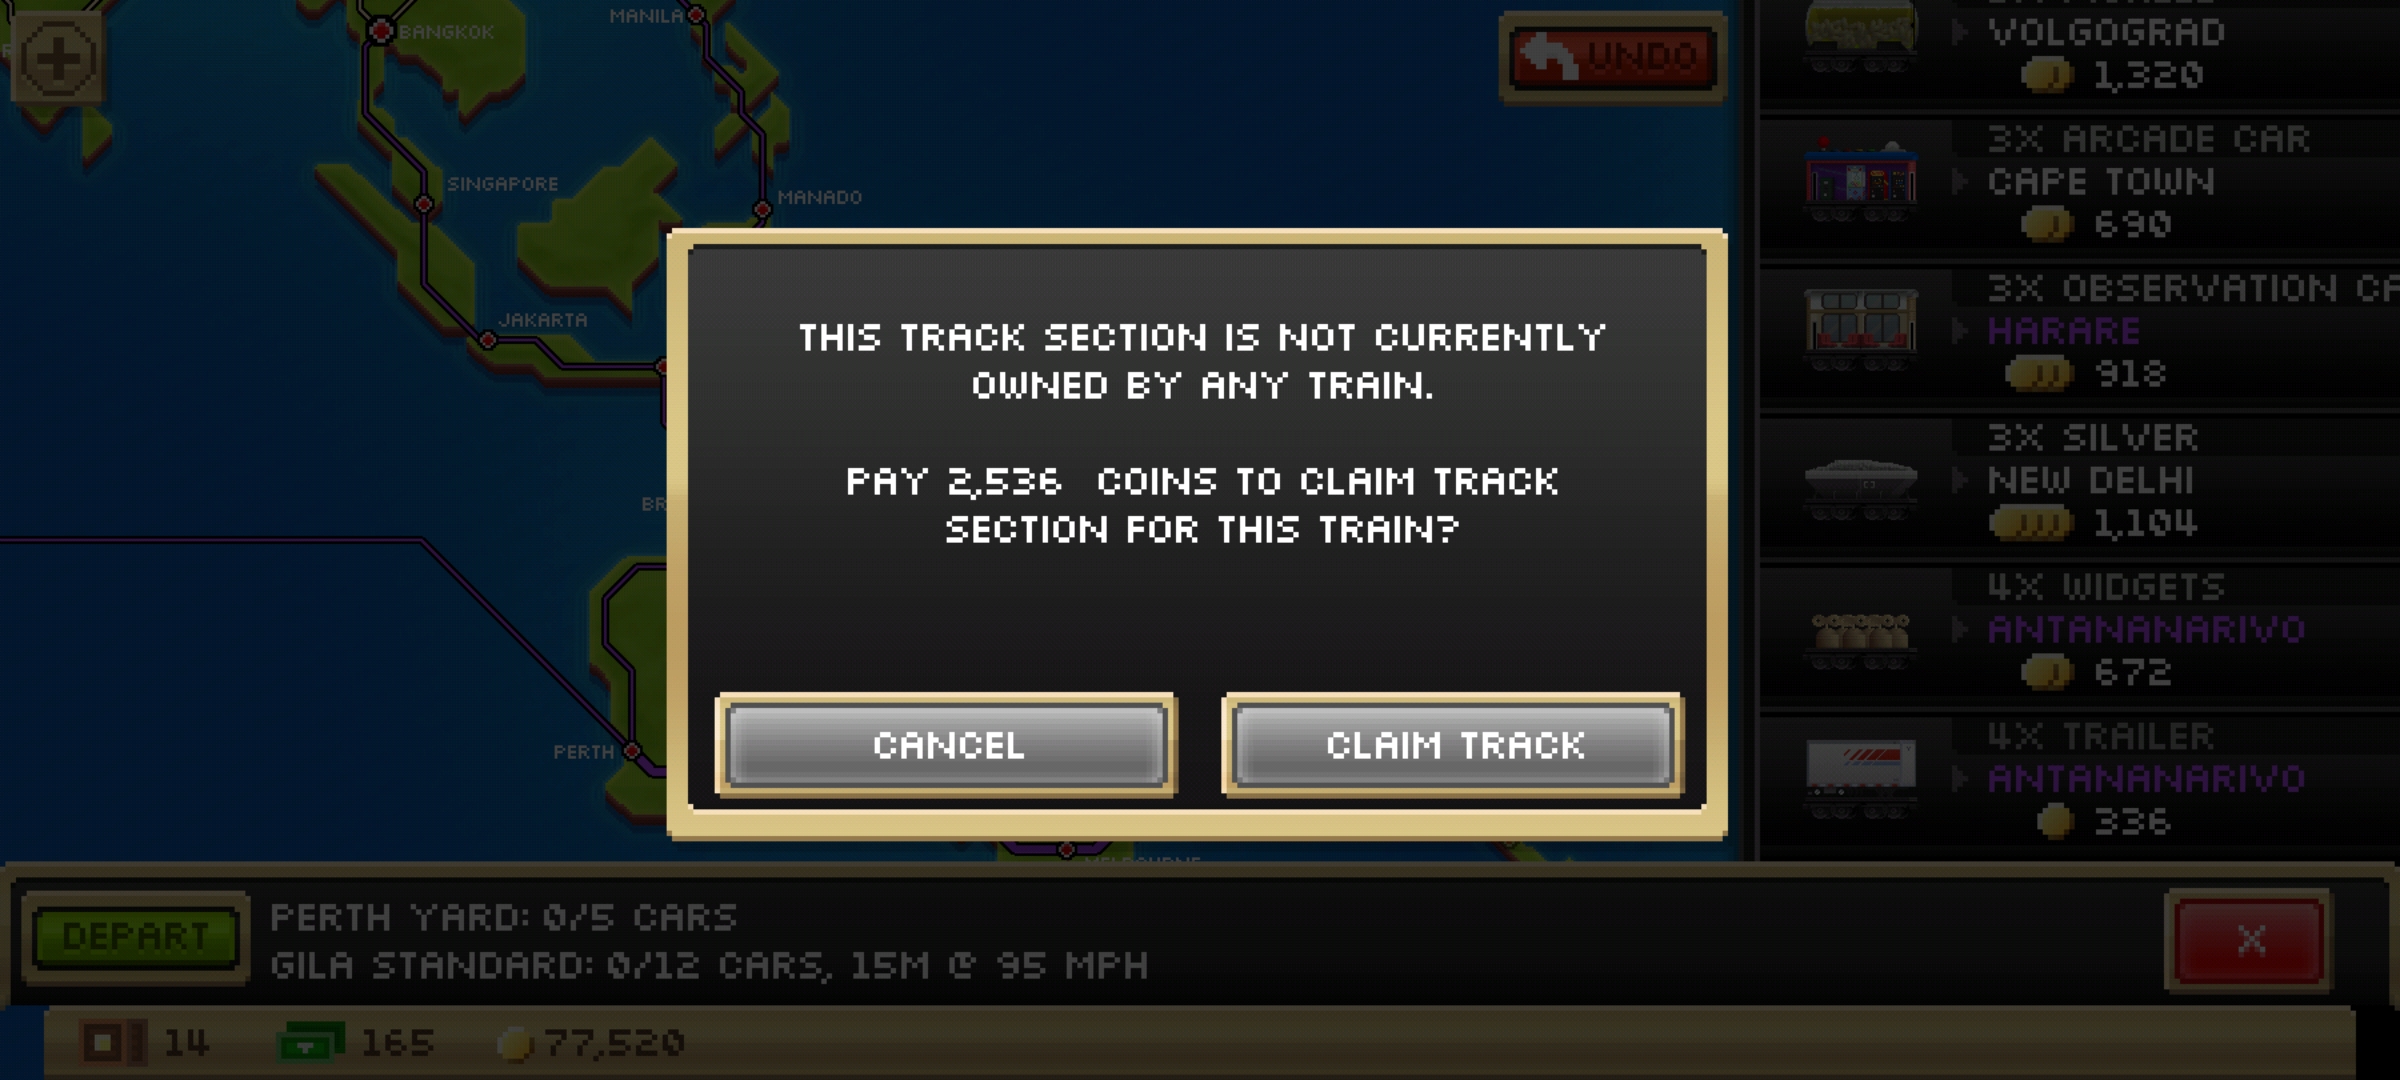 BANGKOK
MANILA
SINGAPORE
MANADO
JAKARTA
PERTH
UNDO
THIS TRACK SECTION IS NOT CURRENTLY
OWNED BY ANY TRAIN.
PAY 2,536 COINS TO CLAIM TRACK
SECTION FOR THIS TRAIN?
CANCEL
CLAIM TRACK
VOLGOGRAD
1,320
3X ARCADE CAR
CAPE TOWN
690
3X OBSERVATION
HARARE
918
3X SILVER
NEW DELHI
1,104
4X WIDGETS
ANTANANARIVO
672
4X TRAILER
ANTANANARIVO
336
DEPART
PERTH YARD: 0/5 CARS
GILA STANDARD: 0/12 CARS, 15M @ 95 MPH
X
14
165
77,520